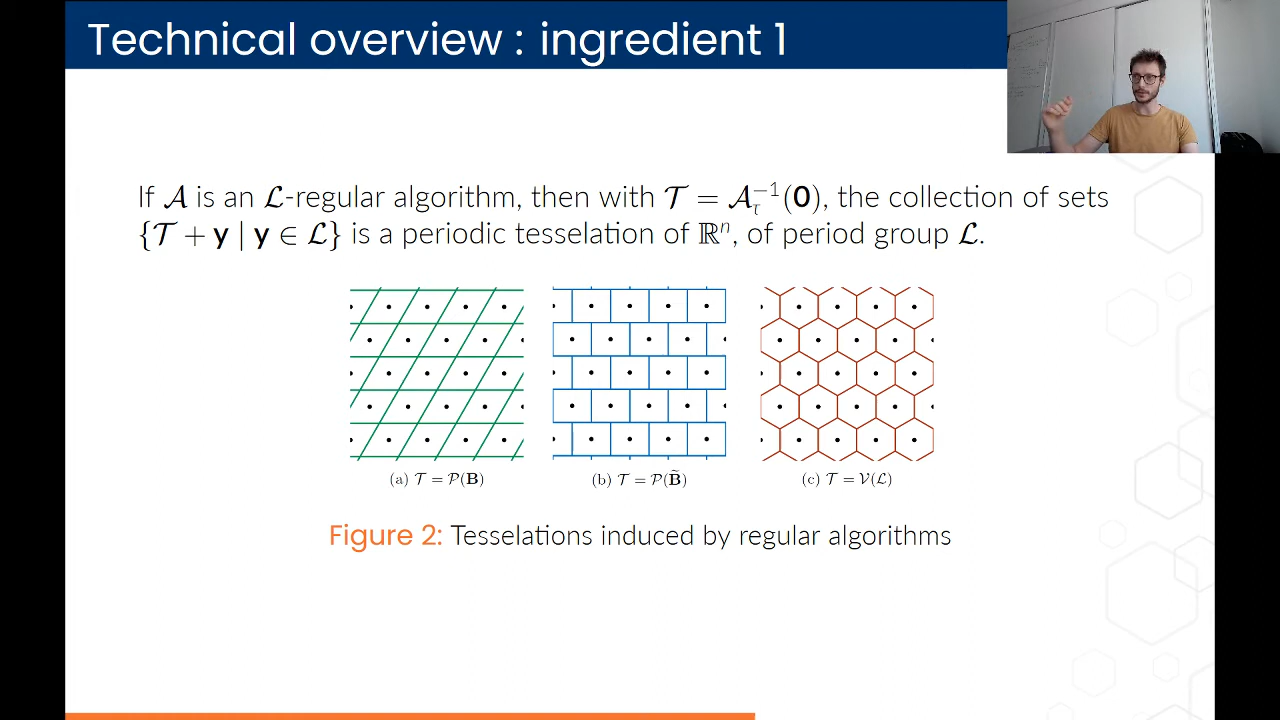 Technical overview : ingredient 1
If 𝒜 is an ℒ-regular algorithm, then with 𝒯 = 𝒜_τ^{-1}(𝟎), the collection of sets
{𝒯 + 𝐲 | 𝐲 ∈ ℒ} is a periodic tesselation of ℝⁿ, of period group ℒ.
(a) 𝒯 = 𝒫(𝐁)
(b) 𝒯 = 𝒫(𝐁̃)
(c) 𝒯 = 𝒱(ℒ)
Figure 2: Tesselations induced by regular algorithms